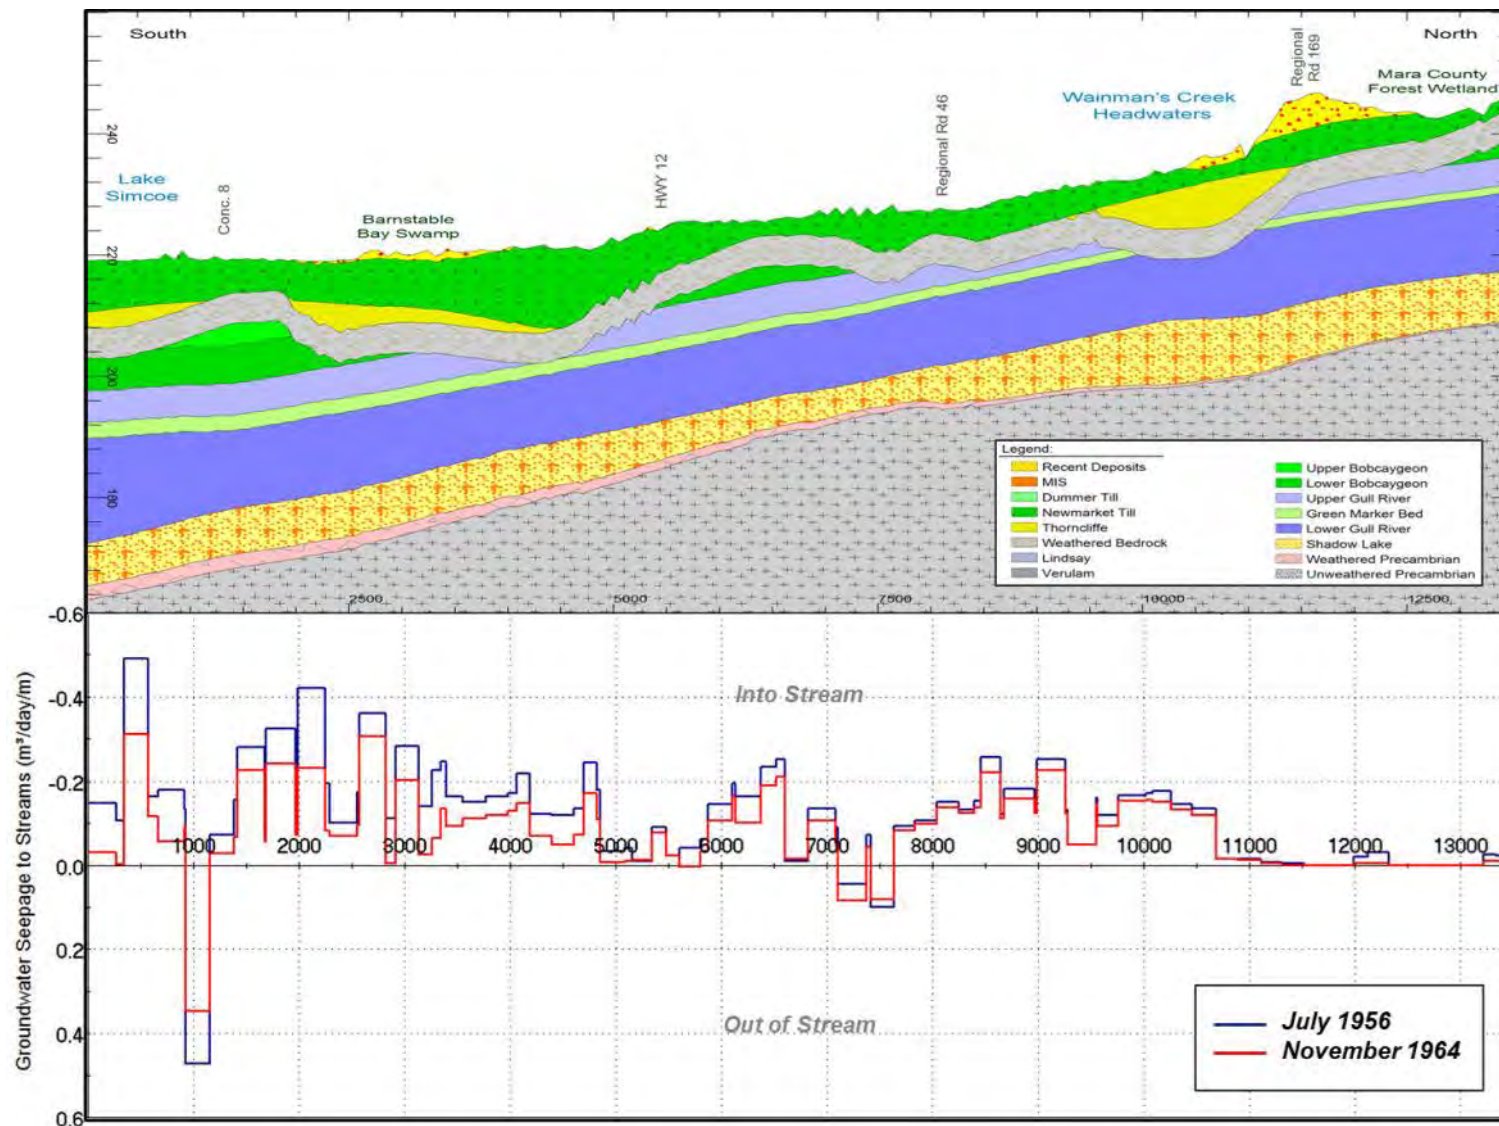 South
North
Regional
Rd 169
Mara County
Forest Wetland
Wainman's Creek
Headwaters
Regional Rd 46
HWY 12
Lake
Simcoe
Conc. 8
Barnstable
Bay Swamp
240
220
200
180
Legend:
Recent Deposits
MIS
Dummer Till
Newmarket Till
Thorncliffe
Weathered Bedrock
Lindsay
Verulam
Upper Bobcaygeon
Lower Bobcaygeon
Upper Gull River
Green Marker Bed
Lower Gull River
Shadow Lake
Weathered Precambrian
Unweathered Precambrian
2500
5000
7500
10000
12500
Groundwater Seepage to Streams (m³/day/m)
-0.6
-0.4
-0.2
0.0
0.2
0.4
0.6
Into Stream
1000
2000
3000
4000
5000
6000
7000
8000
9000
10000
11000
12000
13000
Out of Stream
July 1956
November 1964